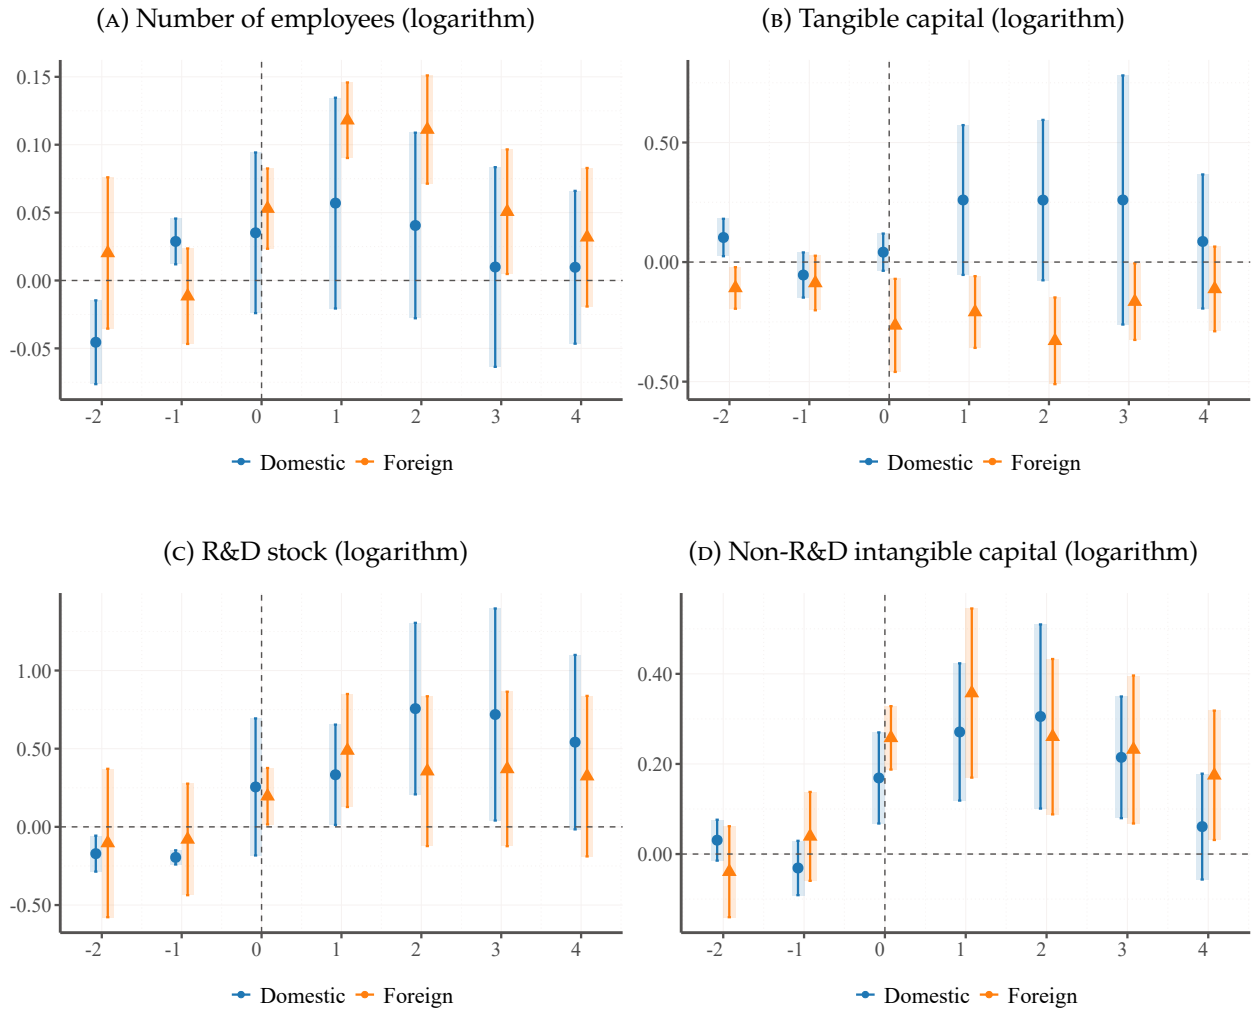 (A) Number of employees (logarithm)
0.15
0.10
0.05
0.00
-0.05
-2 -1 0 1 2 3 4
Domestic Foreign
(B) Tangible capital (logarithm)
0.50
0.00
-0.50
-2 -1 0 1 2 3 4
Domestic Foreign
(C) R&D stock (logarithm)
1.00
0.50
0.00
-0.50
-2 -1 0 1 2 3 4
Domestic Foreign
(D) Non-R&D intangible capital (logarithm)
0.40
0.20
0.00
-2 -1 0 1 2 3 4
Domestic Foreign